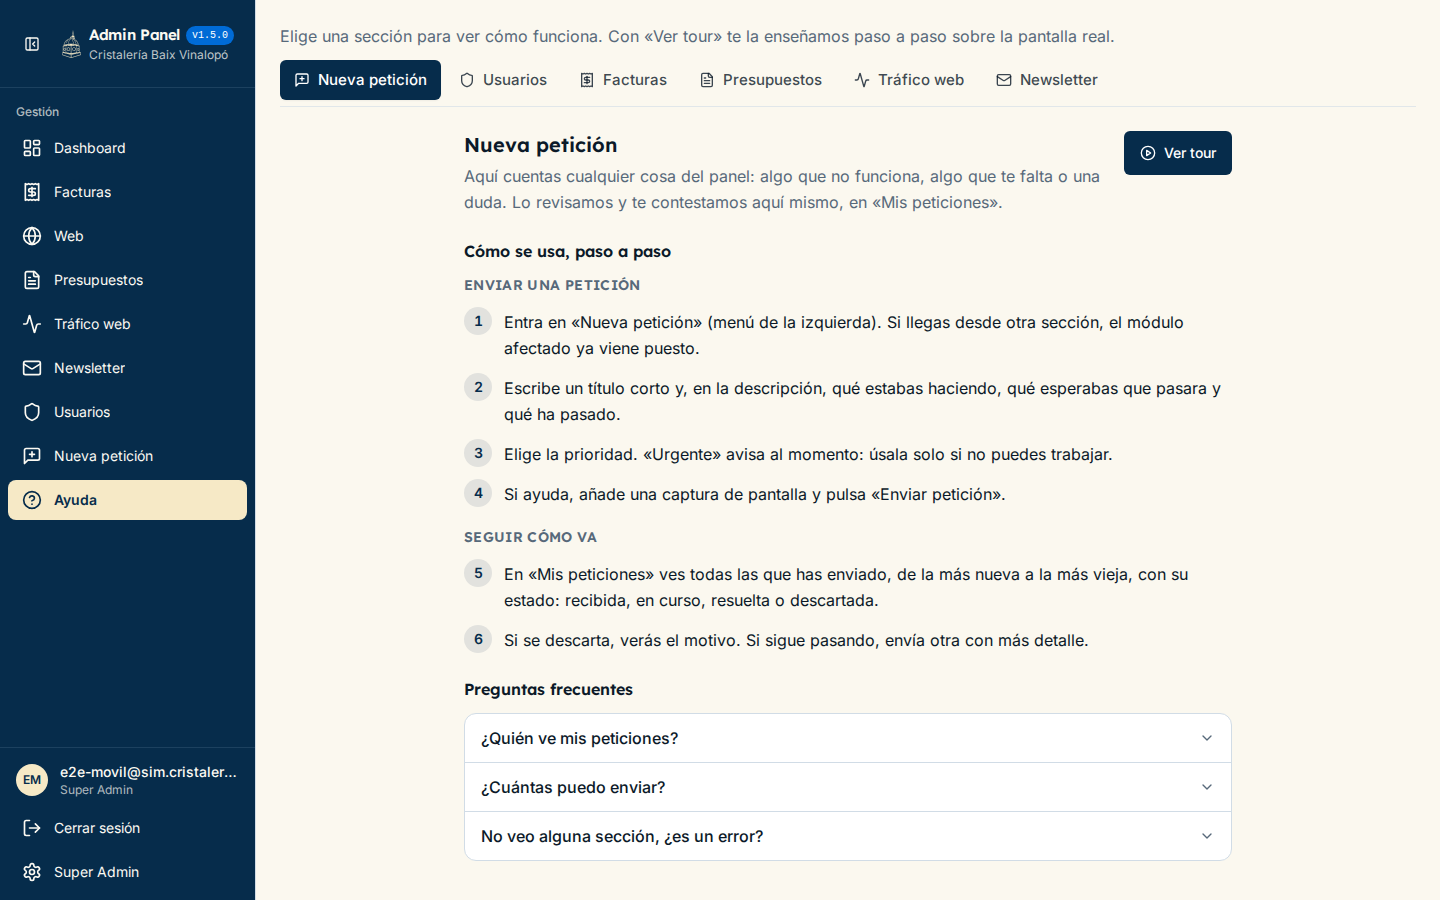 Admin Panel v1.5.0
Cristalería Baix Vinalopó
Gestión
Dashboard
Facturas
Web
Presupuestos
Tráfico web
Newsletter
Usuarios
Nueva petición
Ayuda
e2e-movil@sim.cristaler...
EM
Super Admin
Cerrar sesión
Super Admin
Elige una sección para ver cómo funciona. Con «Ver tour» te la enseñamos paso a paso sobre la pantalla real.
Nueva petición Usuarios Facturas Presupuestos Tráfico web Newsletter
Nueva petición
Ver tour
Aquí cuentas cualquier cosa del panel: algo que no funciona, algo que te falta o una
duda. Lo revisamos y te contestamos aquí mismo, en «Mis peticiones».
Cómo se usa, paso a paso
ENVIAR UNA PETICIÓN
1 Entra en «Nueva petición» (menú de la izquierda). Si llegas desde otra sección, el módulo
afectado ya viene puesto.
2 Escribe un título corto y, en la descripción, qué estabas haciendo, qué esperabas que pasara y
qué ha pasado.
3 Elige la prioridad. «Urgente» avisa al momento: úsala solo si no puedes trabajar.
4 Si ayuda, añade una captura de pantalla y pulsa «Enviar petición».
SEGUIR CÓMO VA
5 En «Mis peticiones» ves todas las que has enviado, de la más nueva a la más vieja, con su
estado: recibida, en curso, resuelta o descartada.
6 Si se descarta, verás el motivo. Si sigue pasando, envía otra con más detalle.
Preguntas frecuentes
¿Quién ve mis peticiones?
¿Cuántas puedo enviar?
No veo alguna sección, ¿es un error?